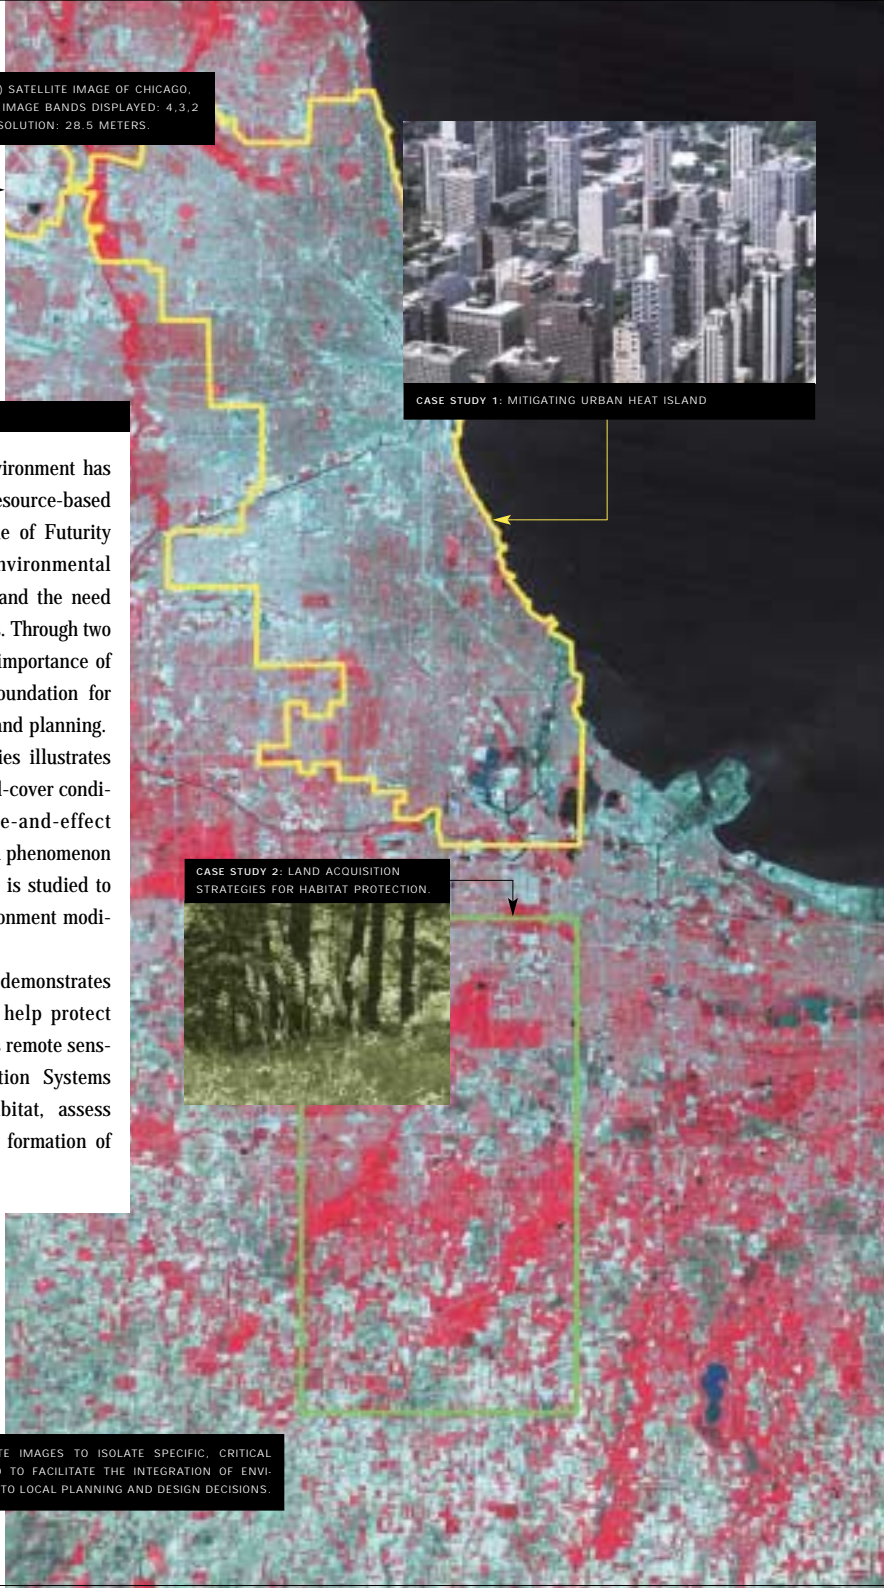 ) SATELLITE IMAGE OF CHICAGO,
IMAGE BANDS DISPLAYED: 4,3,2
SOLUTION: 28.5 METERS.
CASE STUDY 1: MITIGATING URBAN HEAT ISLAND
vironment has
esource-based
e of Futurity
nvironmental
and the need
s. Through two
importance of
oundation for
and planning.
ies illustrates
d-cover condi-
e-and-effect
phenomenon
is studied to
onment modi-
demonstrates
help protect
remote sens-
tion Systems
bitat, assess
formation of
CASE STUDY 2: LAND ACQUISITION
STRATEGIES FOR HABITAT PROTECTION.
TE IMAGES TO ISOLATE SPECIFIC, CRITICAL
TO FACILITATE THE INTEGRATION OF ENVI-
TO LOCAL PLANNING AND DESIGN DECISIONS.